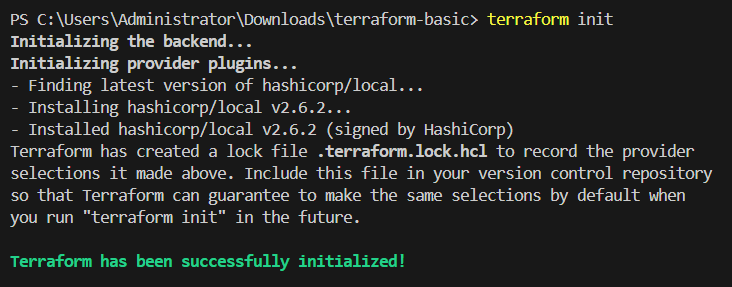 PS C:\Users\Administrator\Downloads\terraform-basic> terraform init
Initializing the backend...
Initializing provider plugins...
- Finding latest version of hashicorp/local...
- Installing hashicorp/local v2.6.2...
- Installed hashicorp/local v2.6.2 (signed by HashiCorp)
Terraform has created a lock file .terraform.lock.hcl to record the provider
selections it made above. Include this file in your version control repository
so that Terraform can guarantee to make the same selections by default when
you run "terraform init" in the future.
Terraform has been successfully initialized!